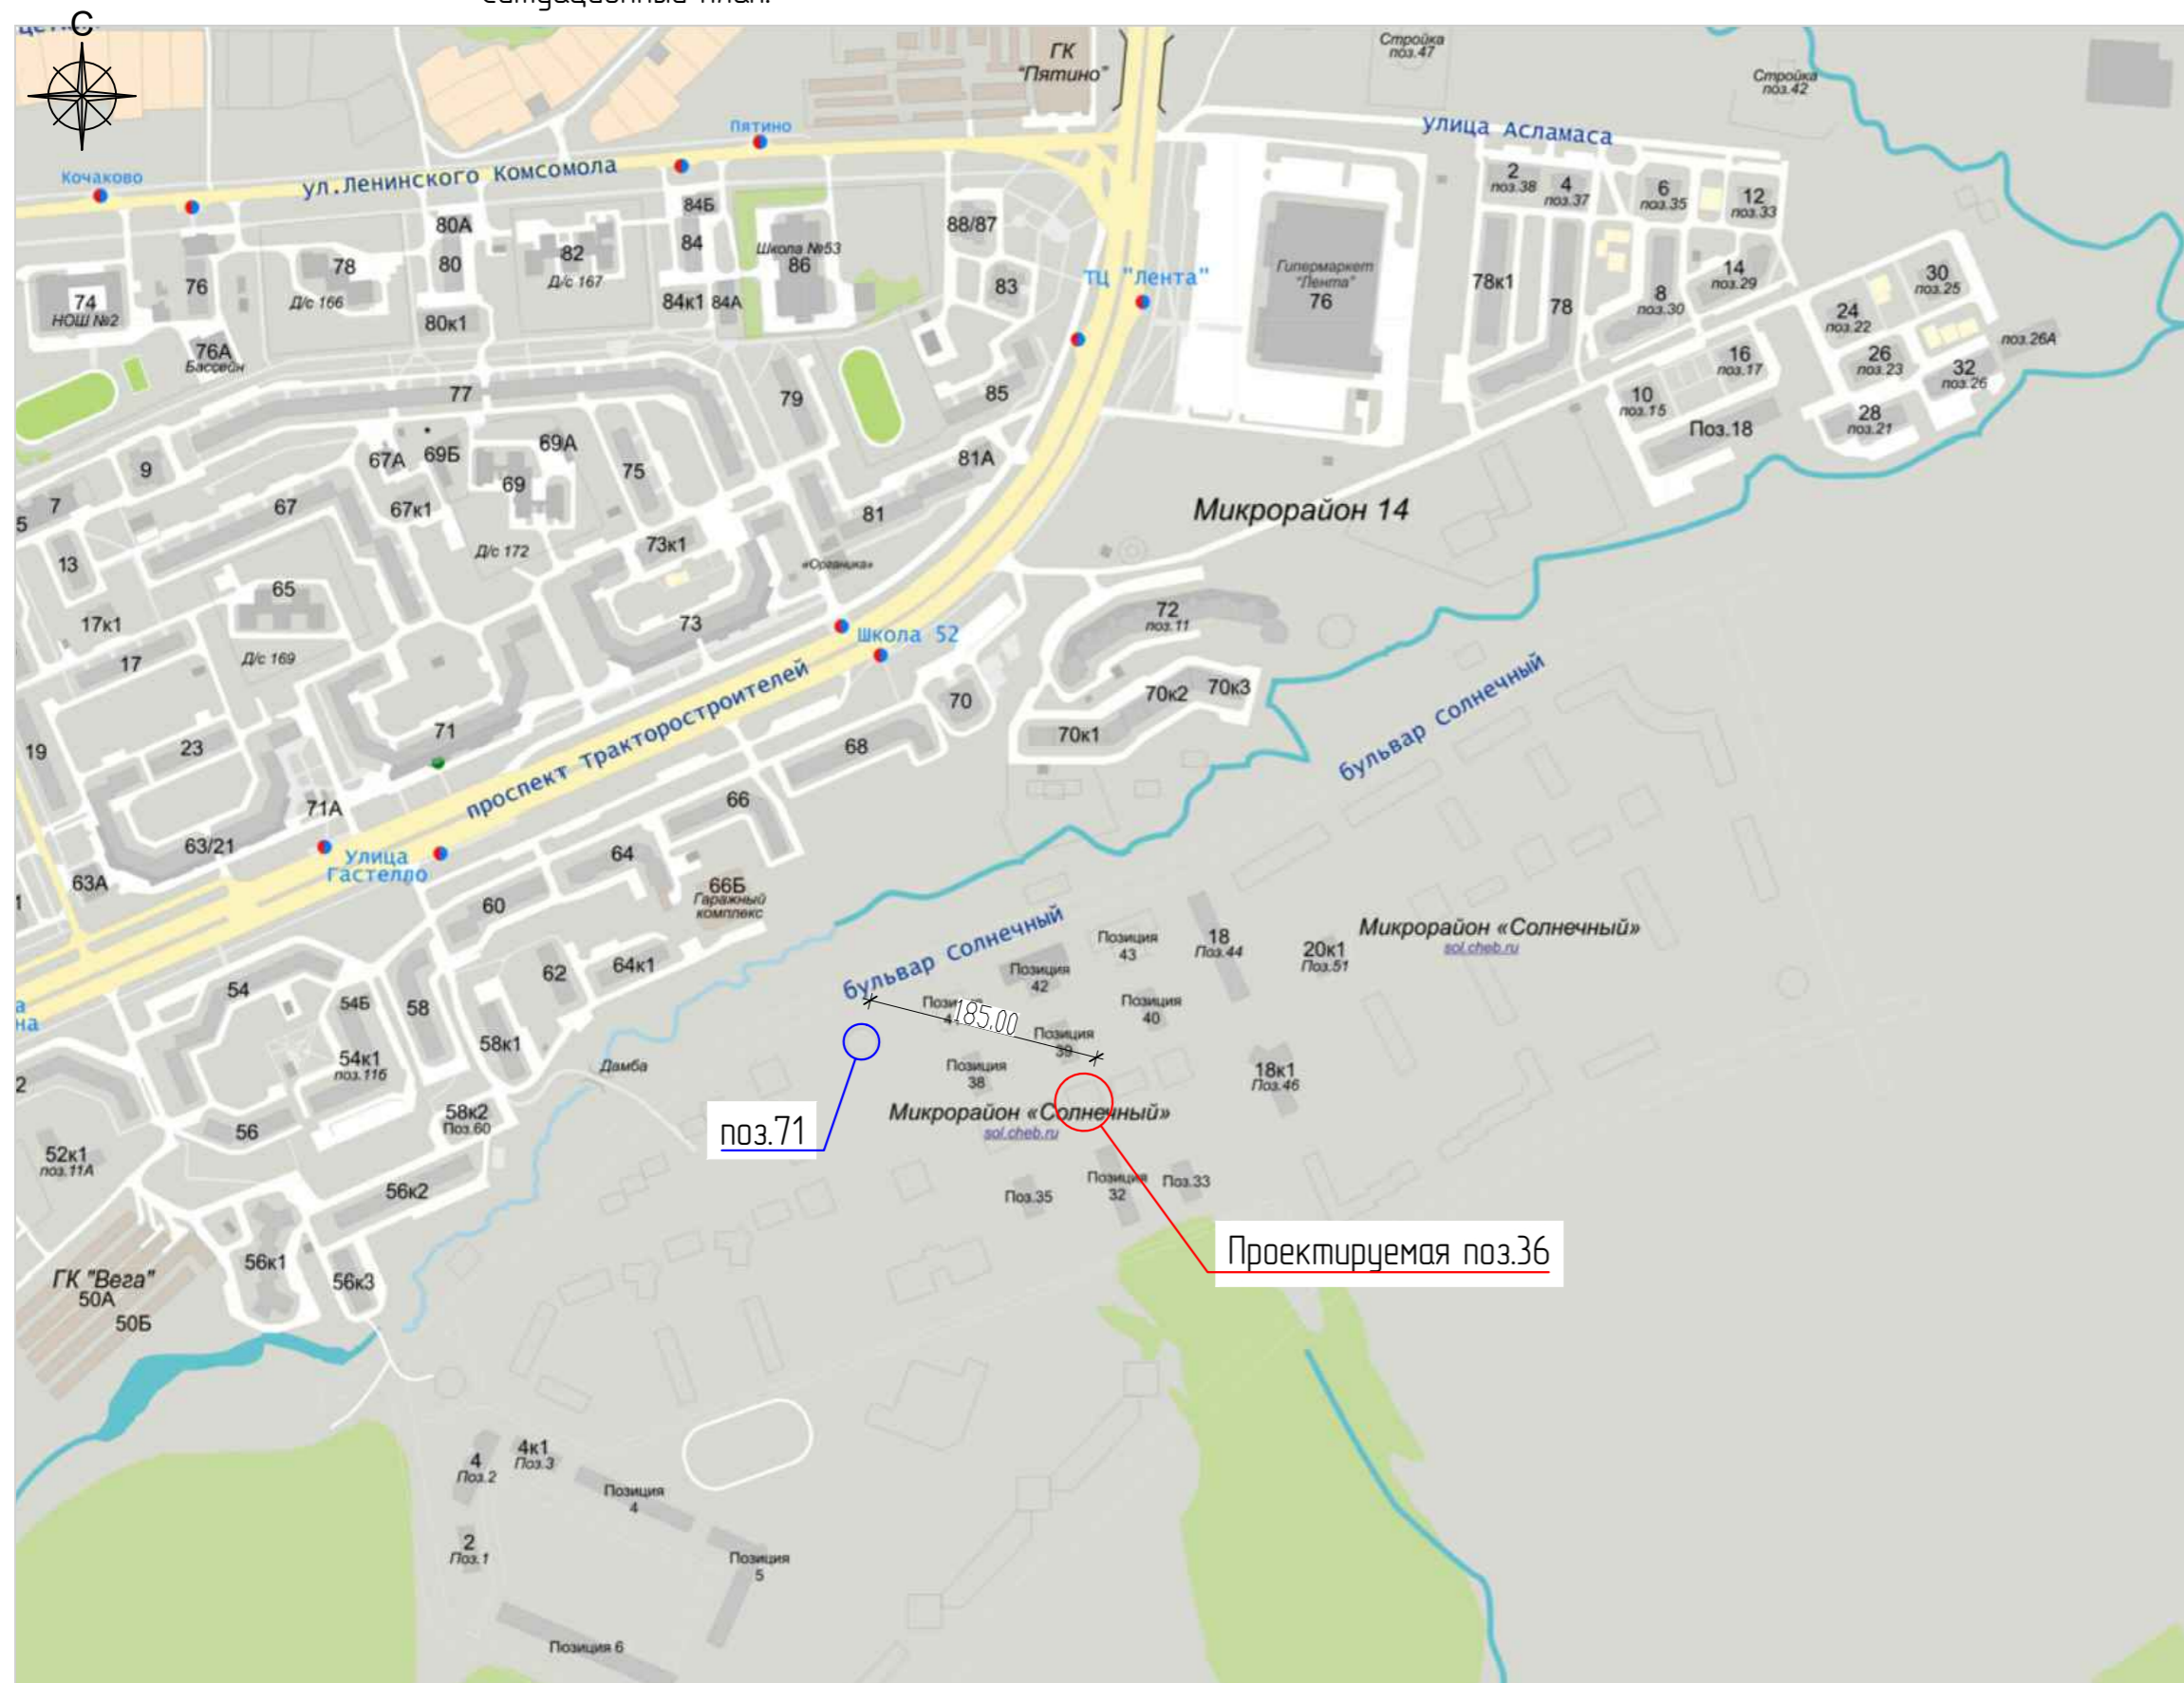 С
Стройка
поз.47
ГК
"Пятино"
Стройка
поз.42
Пятино
улица Асламаса
Кочаково
ул.Ленинского Комсомола
2
поз.38
4
поз.37
6
поз.35
12
поз.33
84Б
80А
88/87
84
82
Д/с 167
Школа №53
86
80
78
Д/с 166
76
74
НОШ №2
83
ТЦ "Лента"
Гипермаркет
"Лента"
76
78к1
78
8
поз.30
14
поз.29
30
поз.25
84к1
84А
80к1
24
поз.22
поз.26А
76А
Бассейн
16
поз.17
26
поз.23
32
поз.26
77
79
85
10
поз.15
28
поз.21
Поз.18
69А
67А
69Б
81А
9
75
69
7
67
67к1
5
81
Микрорайон 14
73к1
Д/с 172
13
«Органика»
65
72
поз.11
17к1
73
Школа 52
17
Д/с 169
70
70к2
70к3
бульвар Солнечный
проспект Тракторостроителей
71
70к1
19
23
68
66
71А
63/21
64
Улица
Гастелло
63А
66Б
Гаражный
комплекс
1
60
бульвар Солнечный
Позиция
43
18
Поз.44
20к1
Поз.51
Микрорайон «Солнечный»
sol.cheb.ru
62
64к1
Позиция
42
54
54Б
58
а
на
185,00
Позиция
40
Позиция
39
58к1
54к1
поз.11б
Дамба
Позиция
38
18к1
Поз.46
2
58к2
Поз.60
Микрорайон «Солнечный»
sol.cheb.ru
поз.71
56
52к1
поз.11А
56к2
Позиция
32
Поз.33
Поз.35
Проектируемая поз.36
56к1
56к3
ГК "Вега"
50А
50Б
4
Поз.2
4к1
Поз.3
Позиция
4
2
Поз.1
Позиция
5
Позиция 6